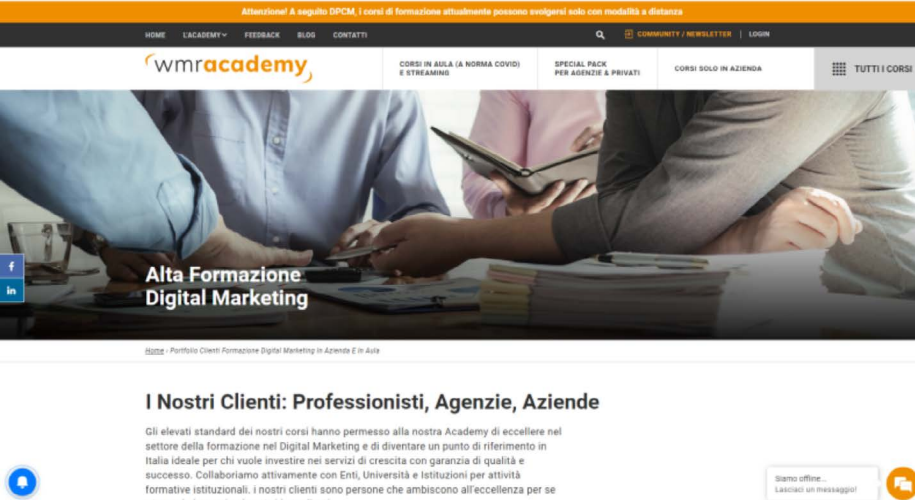 Attenzione! A seguito DPCM, i corsi di formazione attualmente possono svolgersi solo con modalità a distanza
HOME L'ACADEMY FEEDBACK BLOG CONTATTI COMMUNITY / NEWSLETTER | LOGIN
wmracademy
CORSI IN AULA (A NORMA COVID)
E STREAMING
SPECIAL PACK
PER AGENZIE & PRIVATI
CORSI SOLO IN AZIENDA
TUTTI I CORSI
f
in
Alta Formazione
Digital Marketing
Home - Portfolio Clienti Formazione Digital Marketing In Azienda E In Aula
I Nostri Clienti: Professionisti, Agenzie, Aziende
Gli elevati standard dei nostri corsi hanno permesso alla nostra Academy di eccellere nel
settore della formazione nel Digital Marketing e di diventare un punto di riferimento in
Italia ideale per chi vuole investire nei servizi di crescita con garanzia di qualità e
successo. Collaboriamo attivamente con Enti, Università e Istituzioni per attività
formative istituzionali. i nostri clienti sono persone che ambiscono all'eccellenza per se
Siamo offline...
Lasciaci un messaggio!